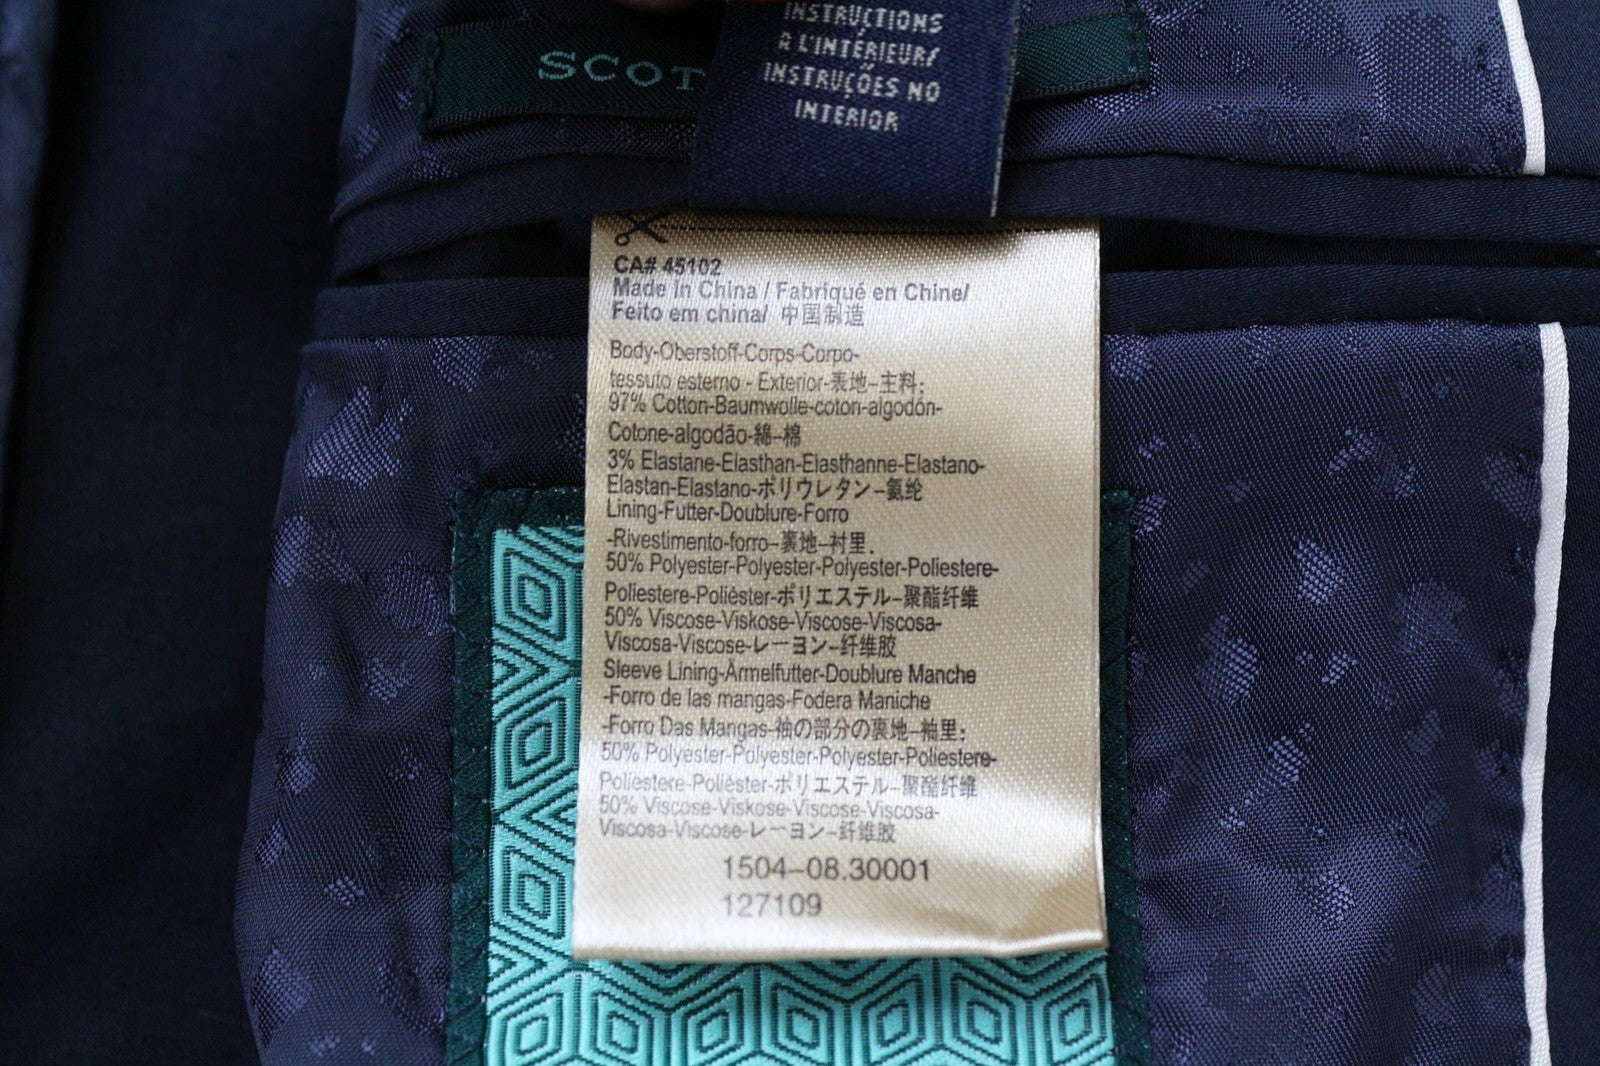 SCOT
INSTRUCTIONS
À L'INTÉRIEUR/
INSTRUÇÕES NO
INTERIOR
CA# 45102
Made in China / Fabriqué en Chine/
Feito em china/ 中国制造
Body-Oberstoff-Corps-Corpo-
tessuto esterno - Exterior-表地–主料:
97% Cotton-Baumwolle-coton-algodón-
Cotone-algodão-綿–棉
3% Elastane-Elasthan-Elasthanne-Elastano-
Elastan-Elastano-ポリウレタン–氨纶
Lining-Futter-Doublure-Forro
-Rivestimento-forro–裏地–衬里.
50% Polyester-Polyester-Polyester-Poliestere-
Poliestere-Polièster-ポリエステル–聚酯纤维
50% Viscose-Viskose-Viscose-Viscosa-
Viscosa-Viscose-レーヨン–纤维胶
Sleeve Lining-Ärmelfutter-Doublure Manche
-Forro de las mangas-Fodera Maniche
-Forro Das Mangas-袖の部分の裏地–袖里:
50% Polyester-Polyester-Polyester-Poliestere-
Poliestere-Polièster-ポリエステル–聚酯纤维
50% Viscose-Viskose-Viscose-Viscosa-
Viscosa-Viscose-レーヨン–纤维胶
1504–08.30001
127109